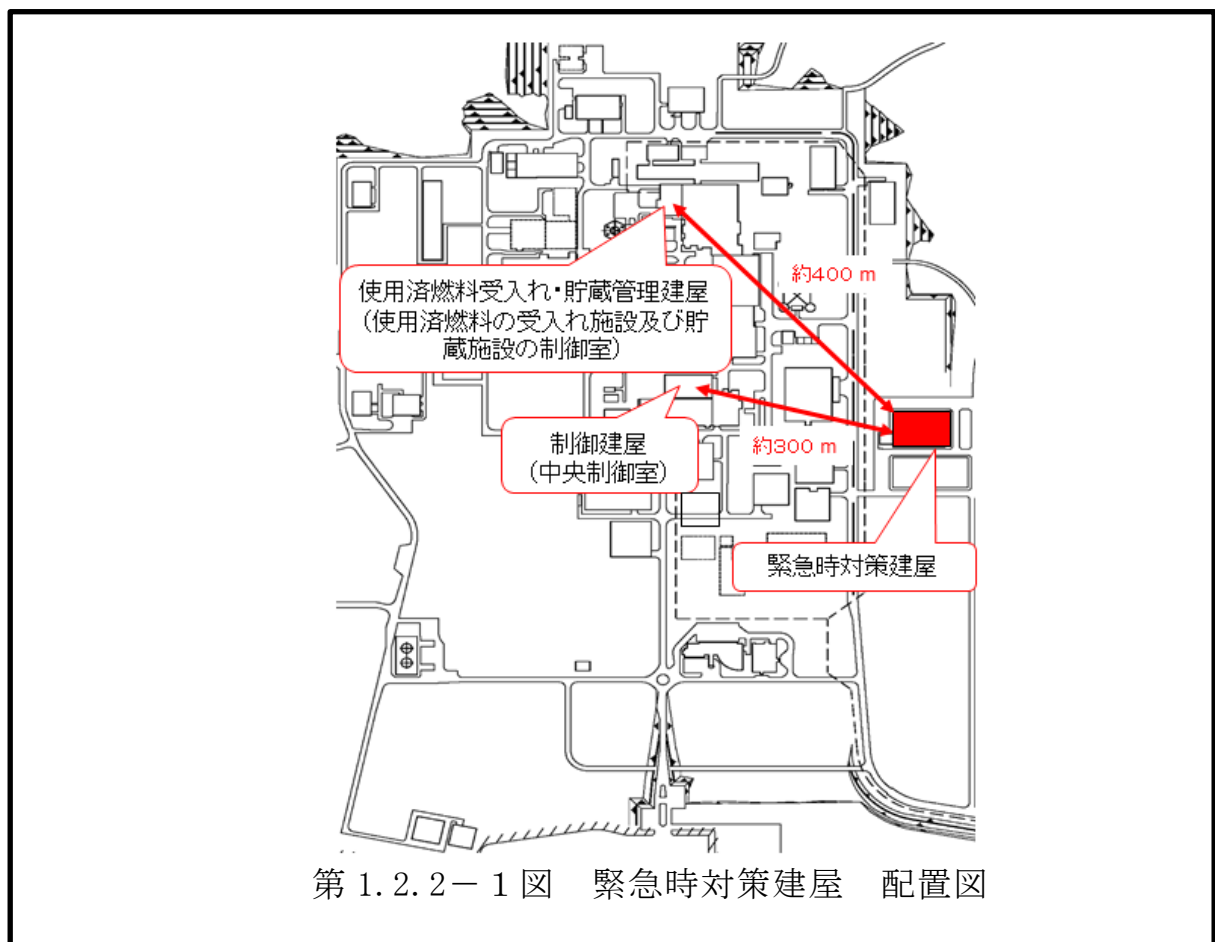 約400 m
使用済燃料受入れ・貯蔵管理建屋
(使用済燃料の受入れ施設及び貯
蔵施設の制御室)
制御建屋
(中央制御室)
約300 m
緊急時対策建屋
第 1.2.2－1図　緊急時対策建屋　配置図